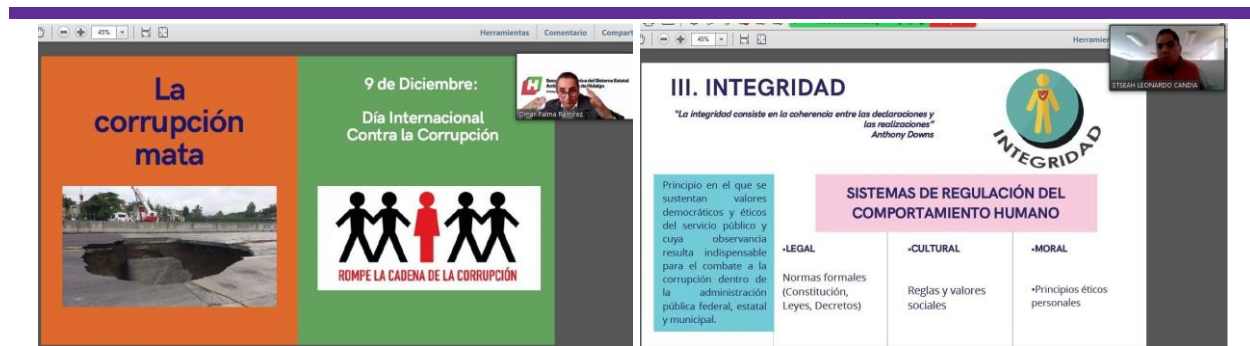 45%
Herramientas
Comentario
Compart
La
corrupción
mata
9 de Diciembre:
Día Internacional
Contra la Corrupción
Omar Palma Ramírez
ROMPE LA CADENA DE LA CORRUPCIÓN
45%
Herramien
STSEAH LEONARDO CANDIA
III. INTEGRIDAD
"La integridad consiste en la coherencia entre las declaraciones y
las realizaciones"
Anthony Downs
INTEGRIDAD
Principio en el que se
sustentan valores
democráticos y éticos
del servicio público y
cuya observancia
resulta indispensable
para el combate a la
corrupción dentro de
la administración
pública federal, estatal
y municipal.
SISTEMAS DE REGULACIÓN DEL
COMPORTAMIENTO HUMANO
•LEGAL
Normas formales
(Constitución,
Leyes, Decretos)
•CULTURAL
Reglas y valores
sociales
•MORAL
•Principios éticos
personales